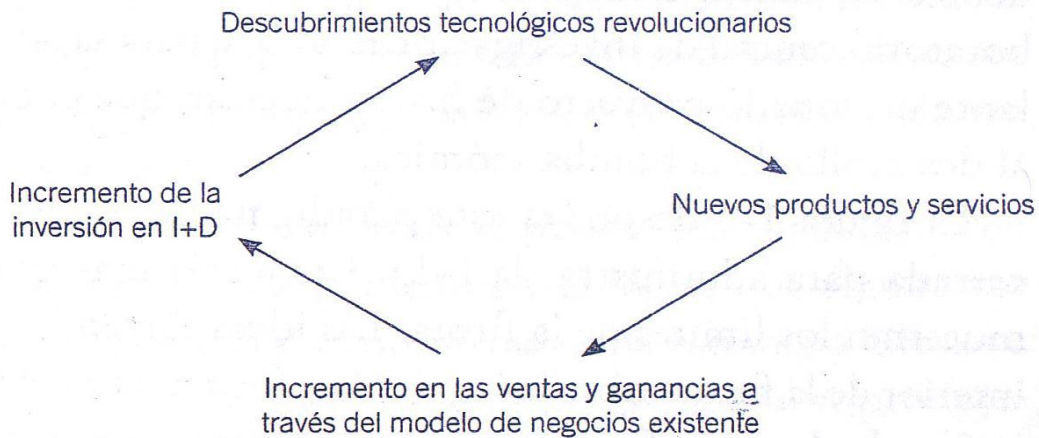 Descubrimientos tecnológicos revolucionarios
Incremento de la
inversión en I+D
Nuevos productos y servicios
Incremento en las ventas y ganancias a
través del modelo de negocios existente